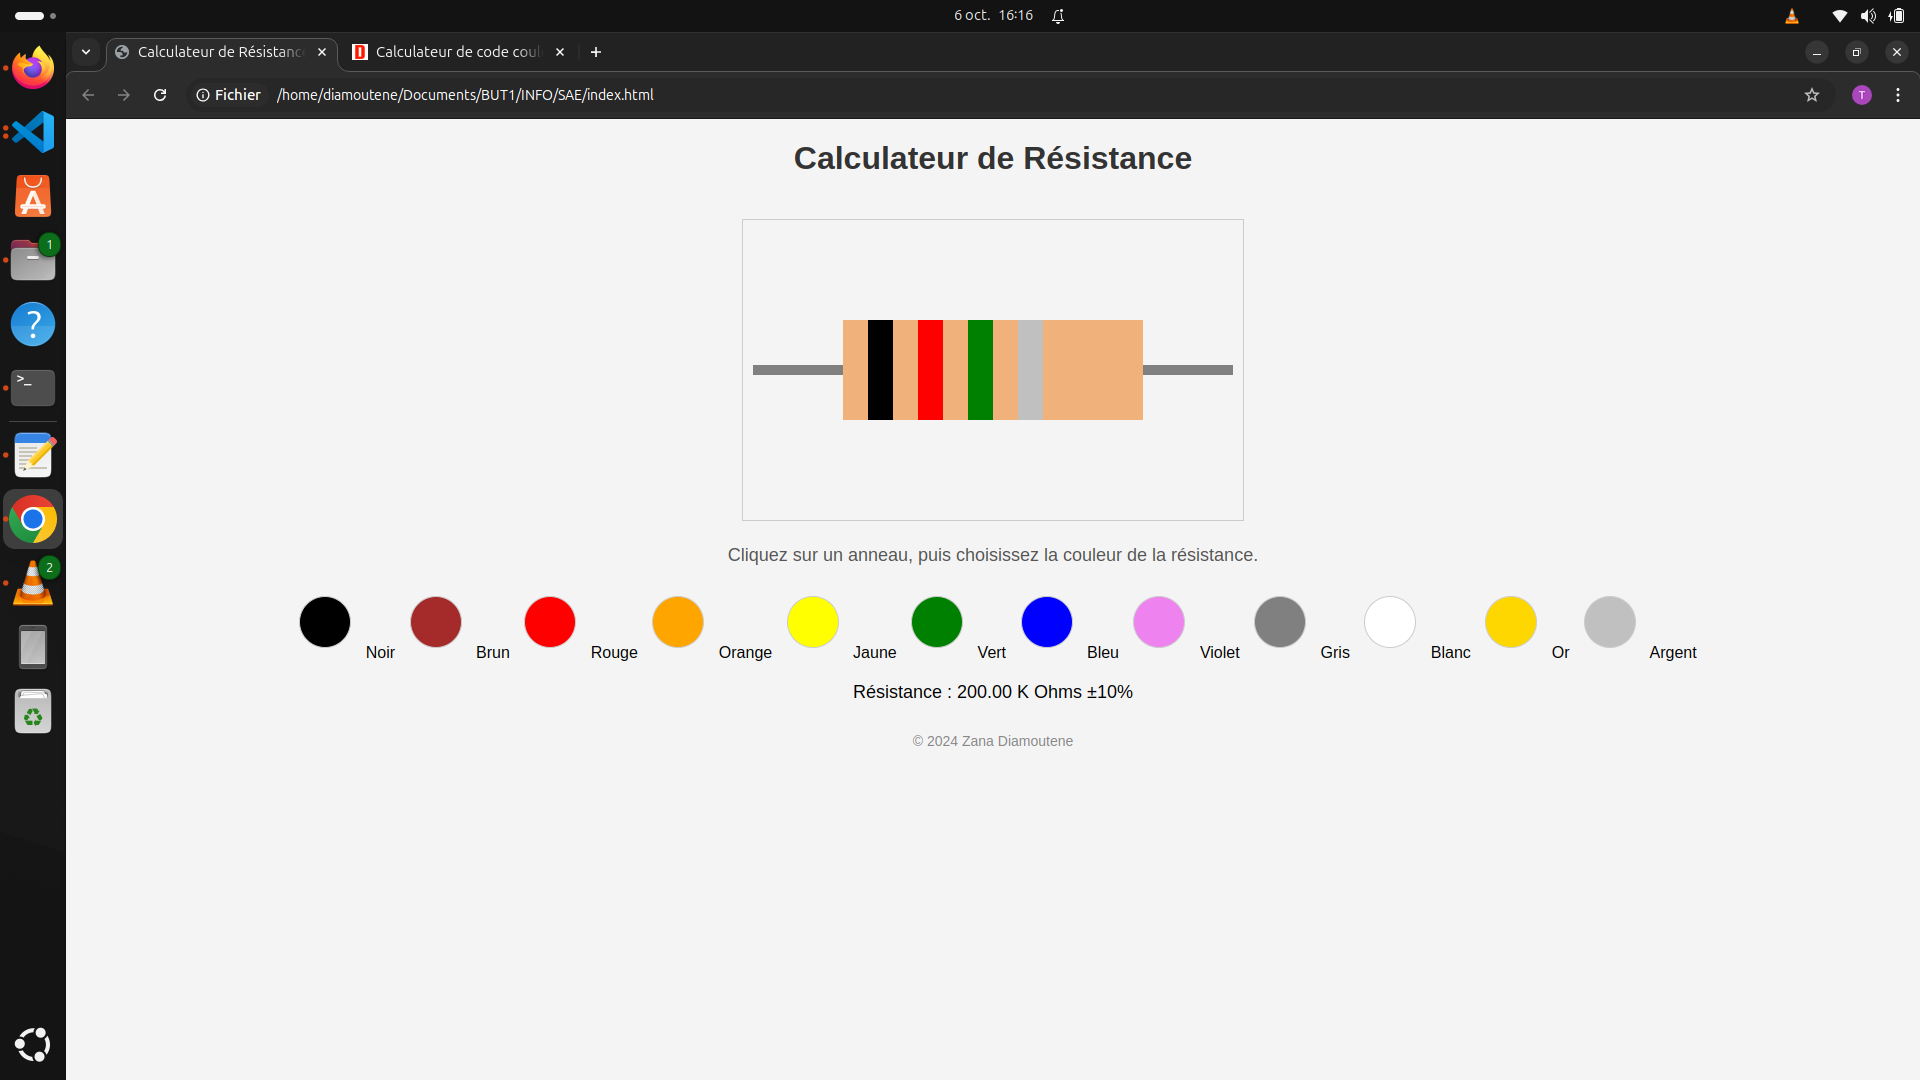 6 oct. 16:16
Calculateur de Résistanc
Calculateur de code coul
Fichier /home/diamoutene/Documents/BUT1/INFO/SAE/index.html
T
Calculateur de Résistance
1
2
Cliquez sur un anneau, puis choisissez la couleur de la résistance.
Noir Brun Rouge Orange Jaune Vert Bleu Violet Gris Blanc Or Argent
Résistance : 200.00 K Ohms ±10%
© 2024 Zana Diamoutene